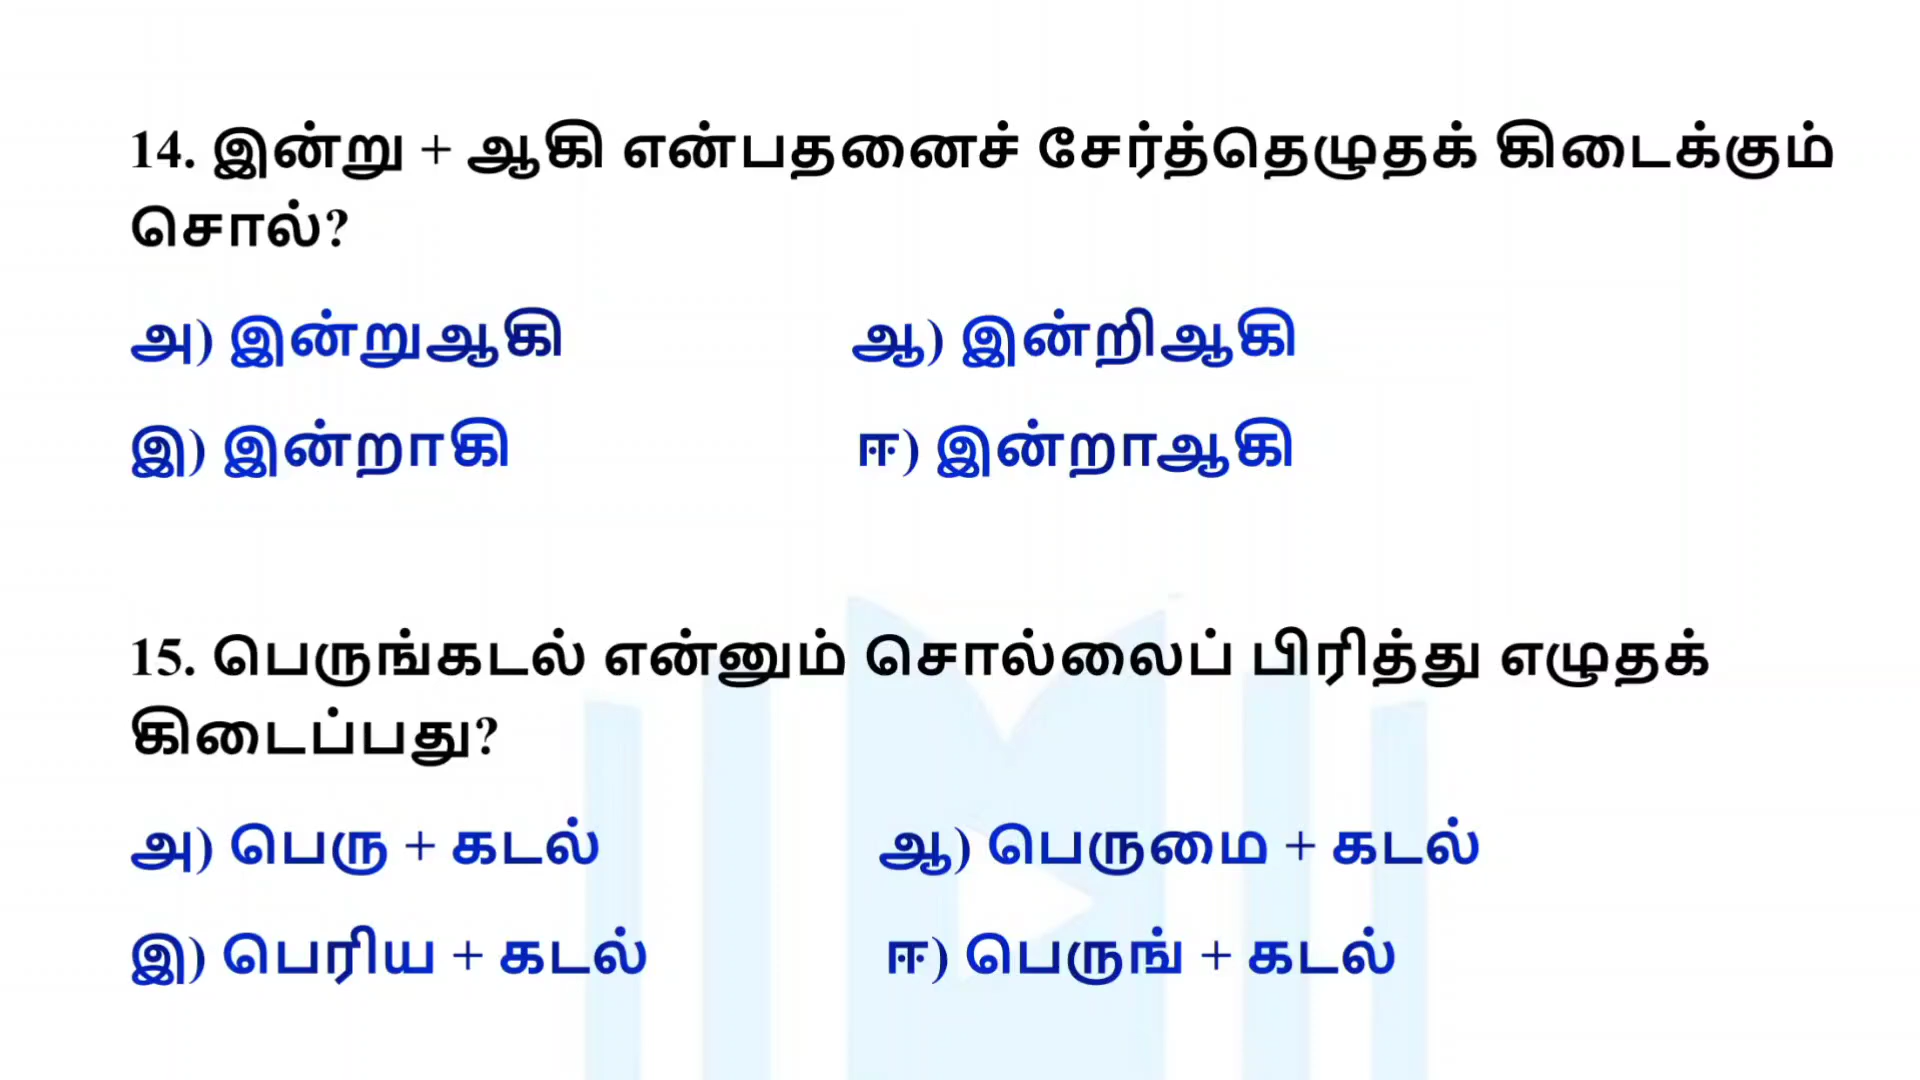 14. இன்று + ஆகி என்பதனைச் சேர்த்தெழுதக் கிடைக்கும்
சொல்?
அ) இன்றுஆகி ஆ) இன்றிஆகி
இ) இன்றாகி ஈ) இன்றாஆகி
15. பெருங்கடல் என்னும் சொல்லைப் பிரித்து எழுதக்
கிடைப்பது?
அ) பெரு + கடல் ஆ) பெருமை + கடல்
இ) பெரிய + கடல் ஈ) பெருங் + கடல்